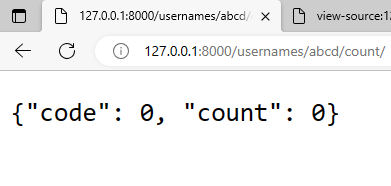 127.0.0.1:8000/usernames/abcd/
view-source:12
127.0.0.1:8000/usernames/abcd/count/
{"code": 0, "count": 0}